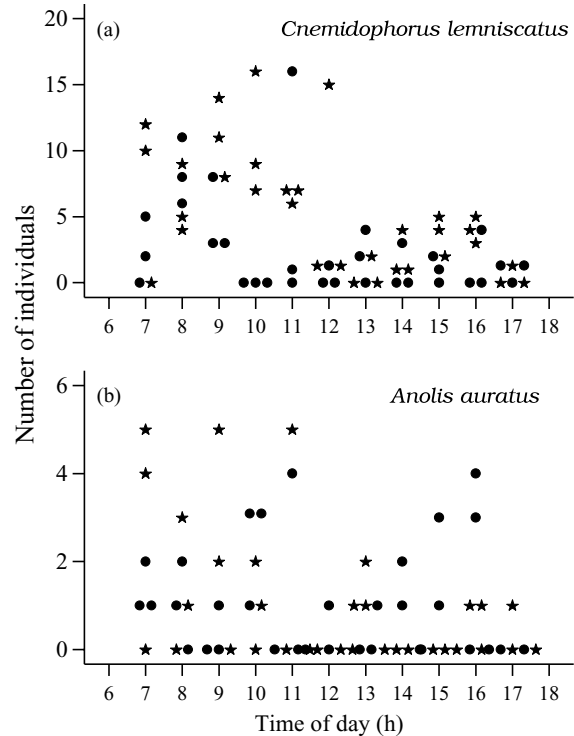 20
(a)
Cnemidophorus lemniscatus
15
10
5
0
6 7 8 9 10 11 12 13 14 15 16 17 18
Number of individuals
6
(b)
Anolis auratus
4
2
0
6 7 8 9 10 11 12 13 14 15 16 17 18
Time of day (h)